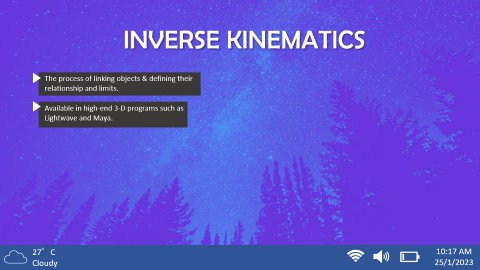 INVERSE KINEMATICS
The process of linking objects & defining their
relationship and limits.
Available in high-end 3-D programs such as
Lightwave and Maya.
27° C
Cloudy
10:17 AM
25/1/2023